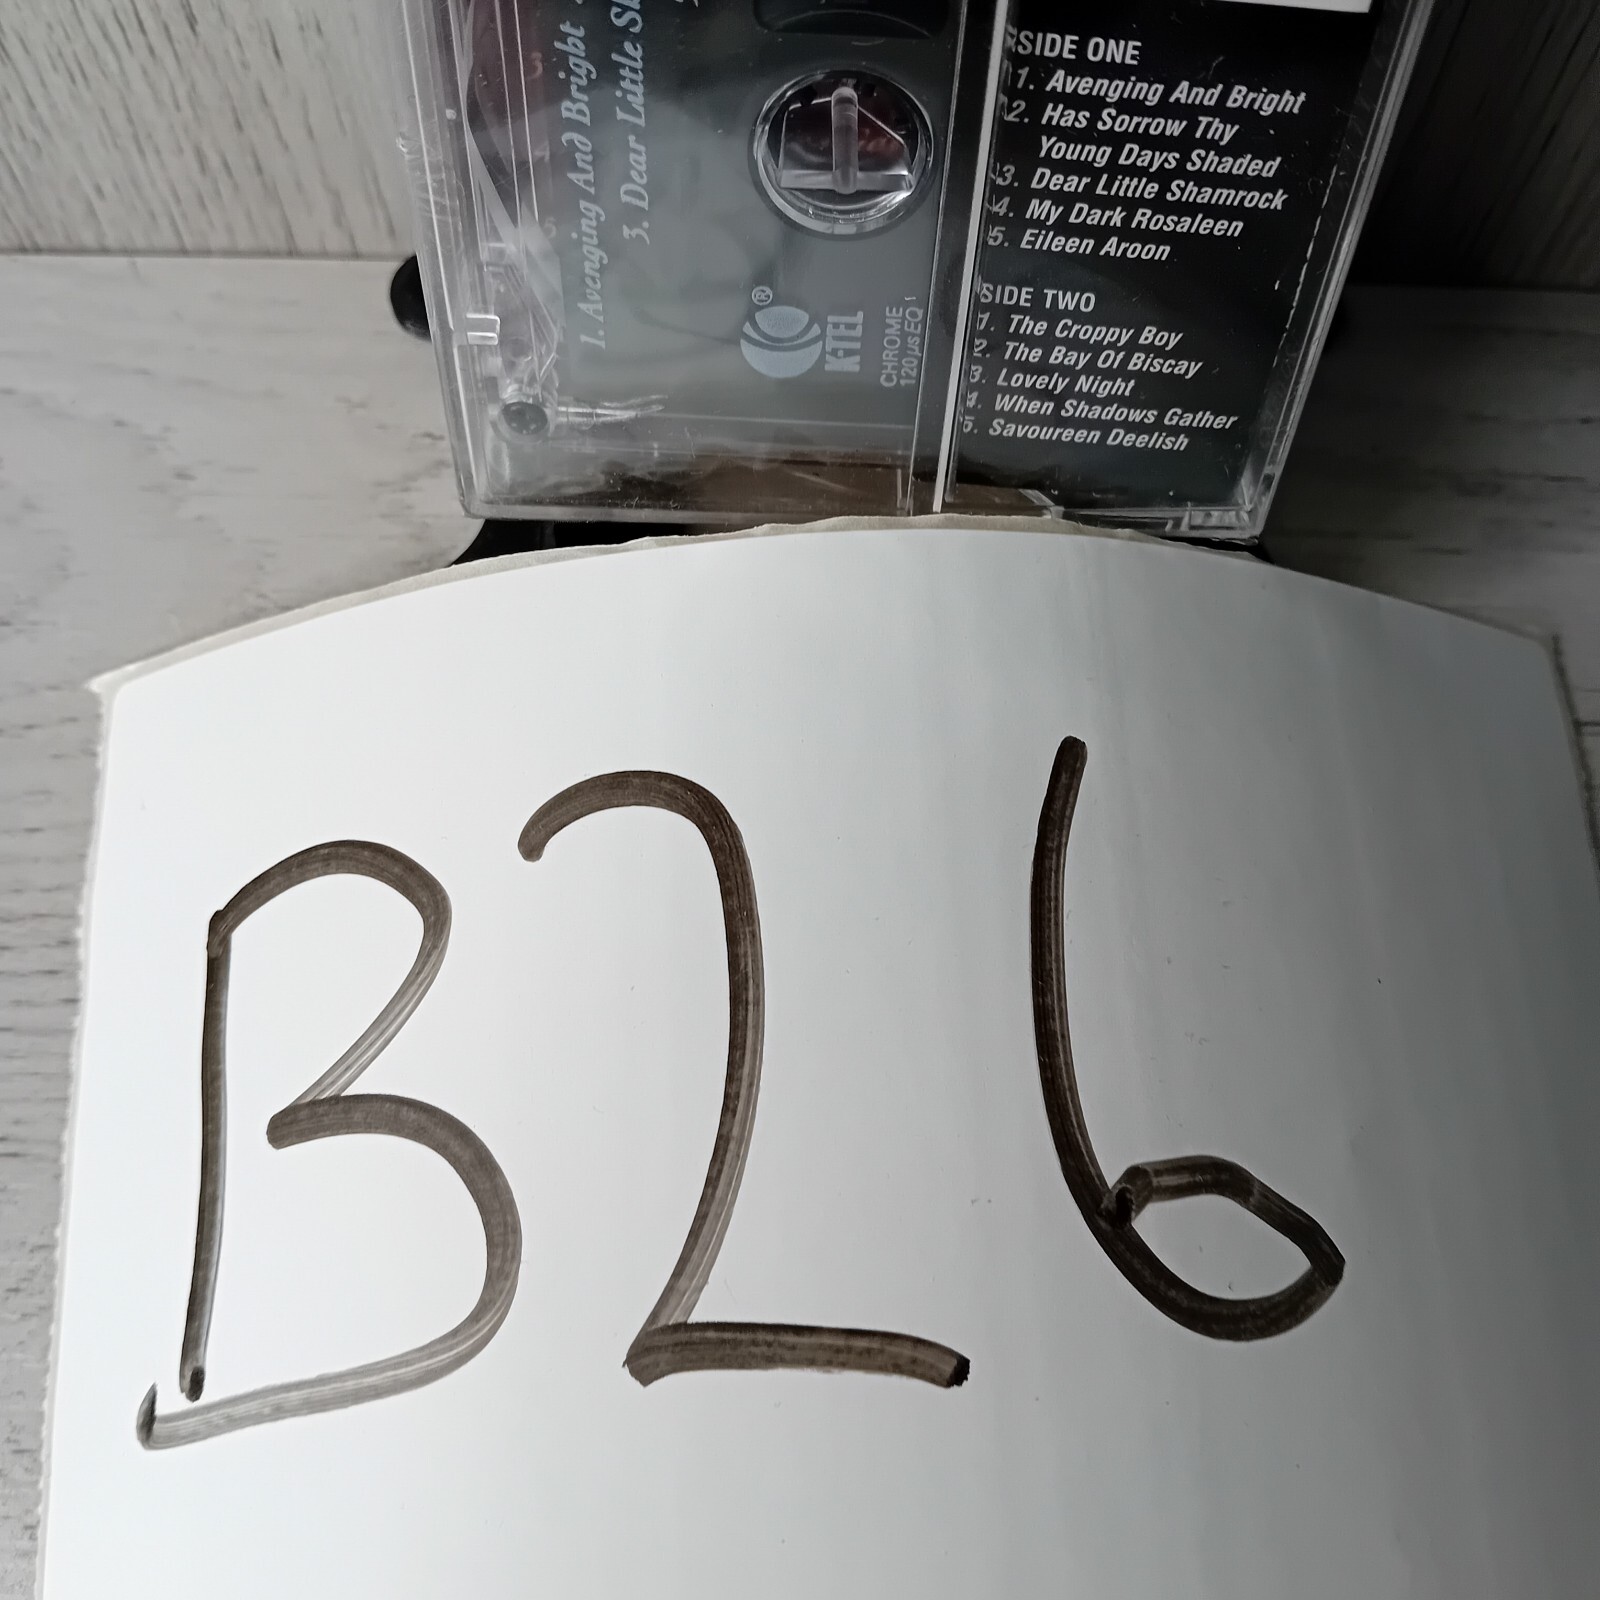 1. Avenging And Bright
3. Dear Little
®
K-TEL
CHROME
120 µs EQ
SIDE ONE
1. Avenging And Bright
2. Has Sorrow Thy
Young Days Shaded
3. Dear Little Shamrock
4. My Dark Rosaleen
5. Eileen Aroon
SIDE TWO
1. The Croppy Boy
2. The Bay Of Biscay
3. Lovely Night
4. When Shadows Gather
5. Savoureen Deelish
B26